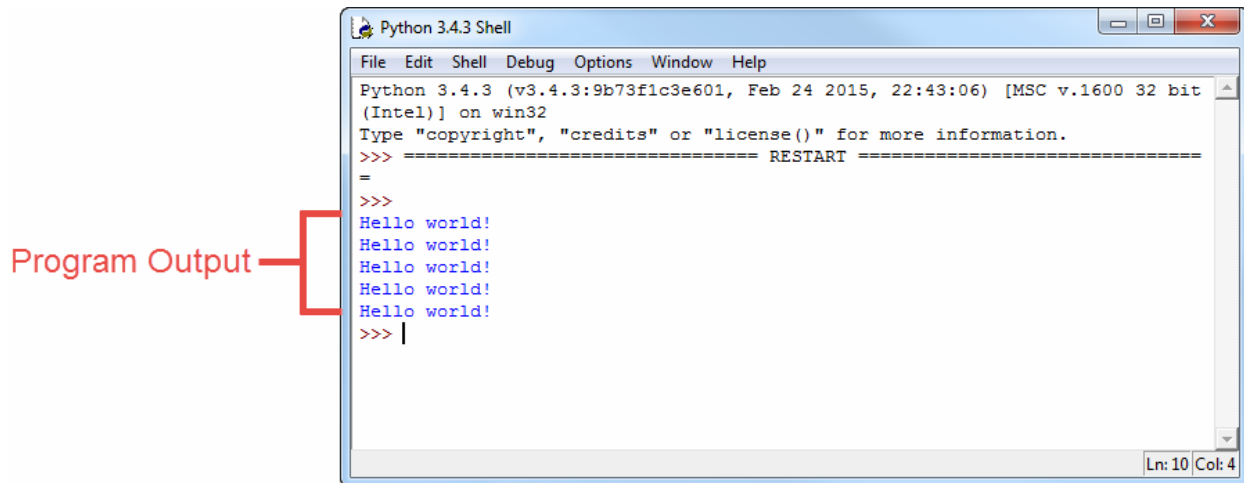 Python 3.4.3 Shell
File Edit Shell Debug Options Window Help
Python 3.4.3 (v3.4.3:9b73f1c3e601, Feb 24 2015, 22:43:06) [MSC v.1600 32 bit
(Intel)] on win32
Type "copyright", "credits" or "license()" for more information.
>>> ================================ RESTART ===============================
=
>>>
Hello world!
Hello world!
Program Output
Hello world!
Hello world!
Hello world!
>>>
Ln: 10 Col: 4